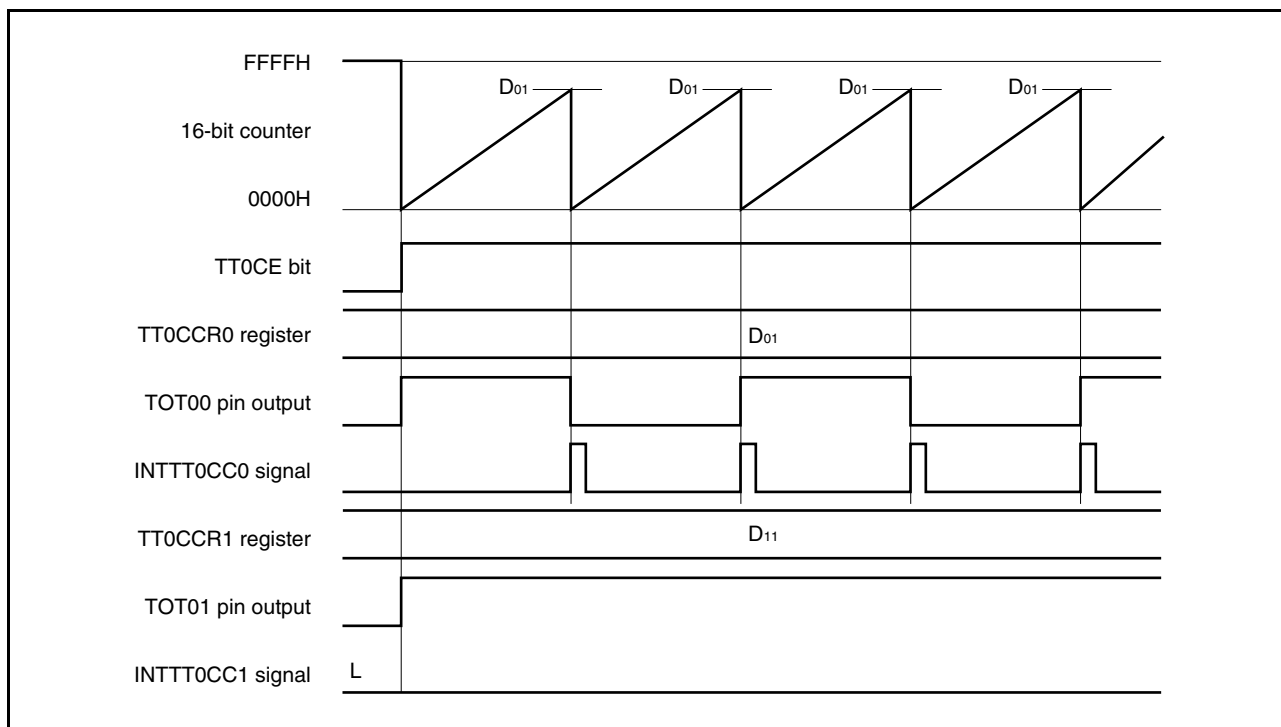 FFFFH
D01 D01 D01 D01
16-bit counter
0000H
TT0CE bit
TT0CCR0 register D01
TOT00 pin output
INTTT0CC0 signal
TT0CCR1 register D11
TOT01 pin output
INTTT0CC1 signal L